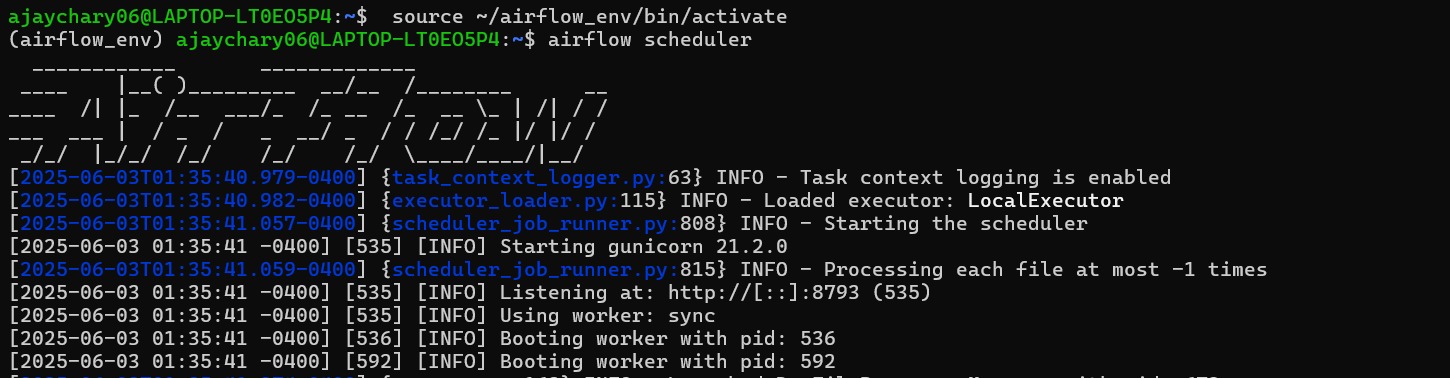 ajaychary06@LAPTOP-LT0EO5P4:~$  source ~/airflow_env/bin/activate
(airflow_env) ajaychary06@LAPTOP-LT0EO5P4:~$ airflow scheduler
  ____________       _____________
 ____    |__( )_________  __/__  /________      __
____  /| |_  /__  ___/_  /_ __  /_  __ \_ | /| / /
___  ___ |  / _  /   _  __/ _  / / /_/ /_ |/ |/ /
 _/_/  |_/_/  /_/    /_/    /_/  \____/____/|__/
[2025-06-03T01:35:40.979-0400] {task_context_logger.py:63} INFO - Task context logging is enabled
[2025-06-03T01:35:40.982-0400] {executor_loader.py:115} INFO - Loaded executor: LocalExecutor
[2025-06-03T01:35:41.057-0400] {scheduler_job_runner.py:808} INFO - Starting the scheduler
[2025-06-03 01:35:41 -0400] [535] [INFO] Starting gunicorn 21.2.0
[2025-06-03T01:35:41.059-0400] {scheduler_job_runner.py:815} INFO - Processing each file at most -1 times
[2025-06-03 01:35:41 -0400] [535] [INFO] Listening at: http://[::]:8793 (535)
[2025-06-03 01:35:41 -0400] [535] [INFO] Using worker: sync
[2025-06-03 01:35:41 -0400] [536] [INFO] Booting worker with pid: 536
[2025-06-03 01:35:41 -0400] [592] [INFO] Booting worker with pid: 592